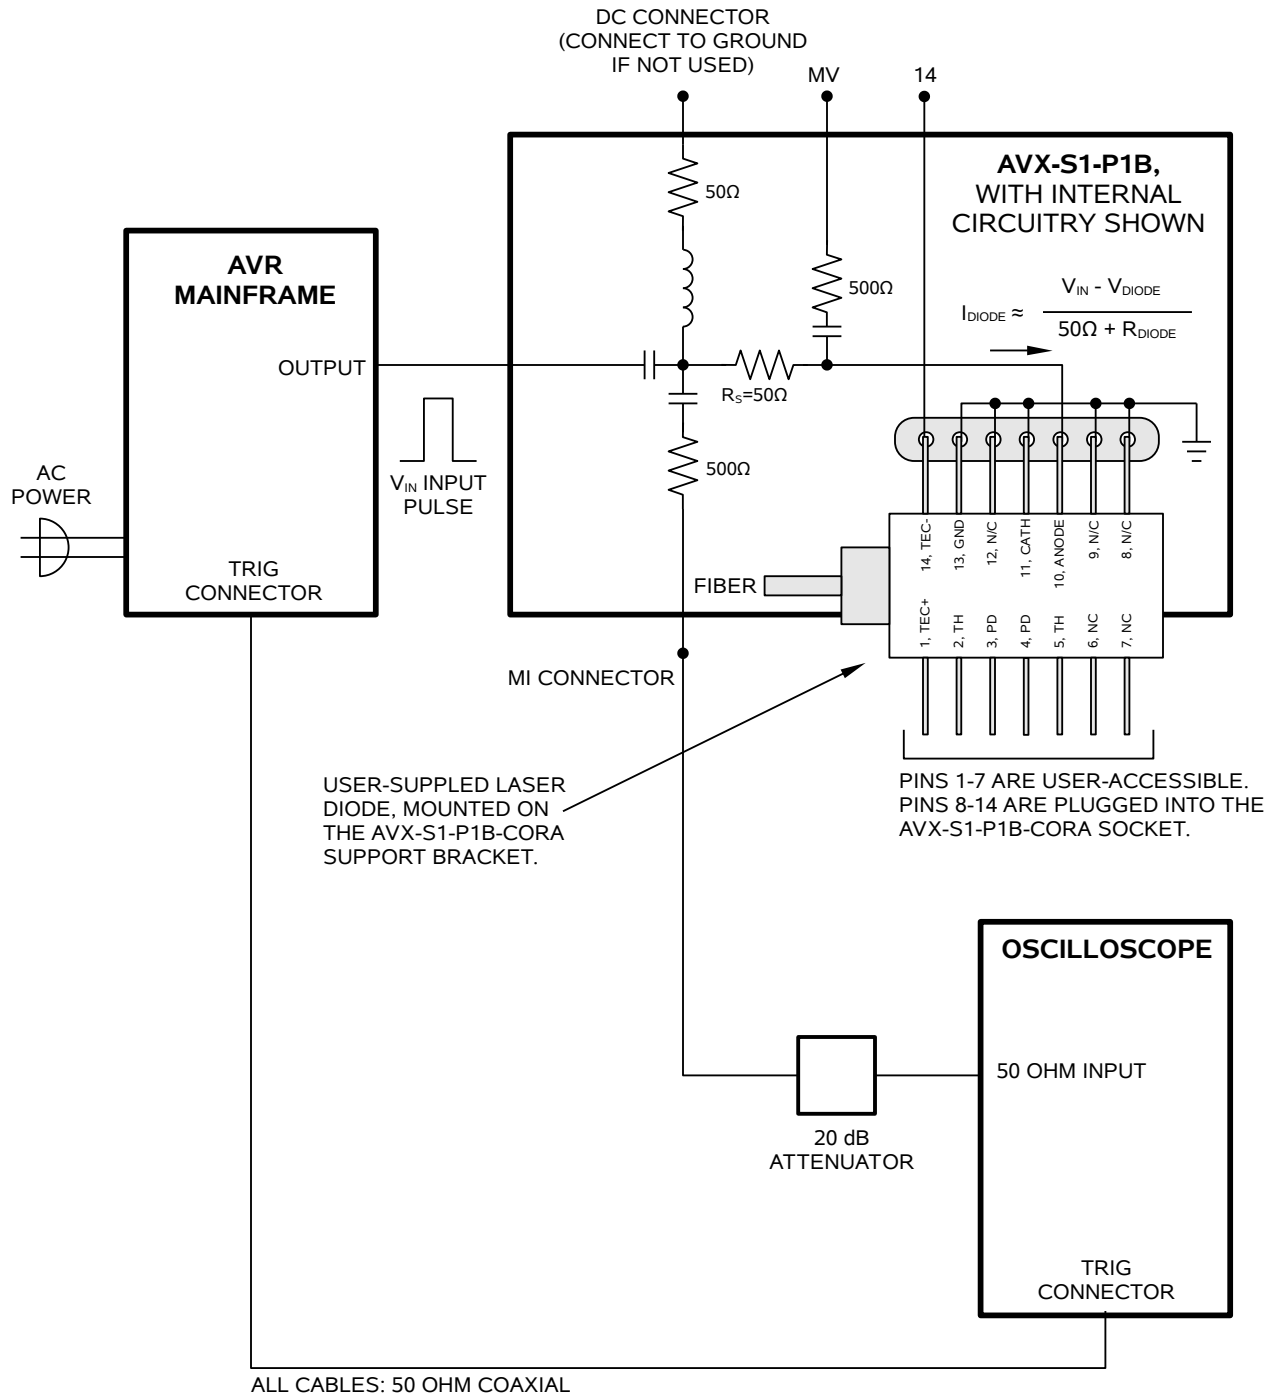 DC CONNECTOR
(CONNECT TO GROUND
IF NOT USED)
MV
14
AVX-S1-P1B,
WITH INTERNAL
CIRCUITRY SHOWN
50Ω
AVR
MAINFRAME
500Ω
V_IN - V_DIODE
I_DIODE ≈
50Ω + R_DIODE
OUTPUT
R_S=50Ω
500Ω
AC
POWER
V_IN INPUT
PULSE
14, TEC-
13, GND
12, N/C
11, CATH
10, ANODE
9, N/C
8, N/C
TRIG
CONNECTOR
FIBER
1, TEC+
2, TH
3, PD
4, PD
5, TH
6, NC
7, NC
MI CONNECTOR
USER-SUPPLED LASER
DIODE, MOUNTED ON
THE AVX-S1-P1B-CORA
SUPPORT BRACKET.
PINS 1-7 ARE USER-ACCESSIBLE.
PINS 8-14 ARE PLUGGED INTO THE
AVX-S1-P1B-CORA SOCKET.
OSCILLOSCOPE
50 OHM INPUT
20 dB
ATTENUATOR
TRIG
CONNECTOR
ALL CABLES: 50 OHM COAXIAL